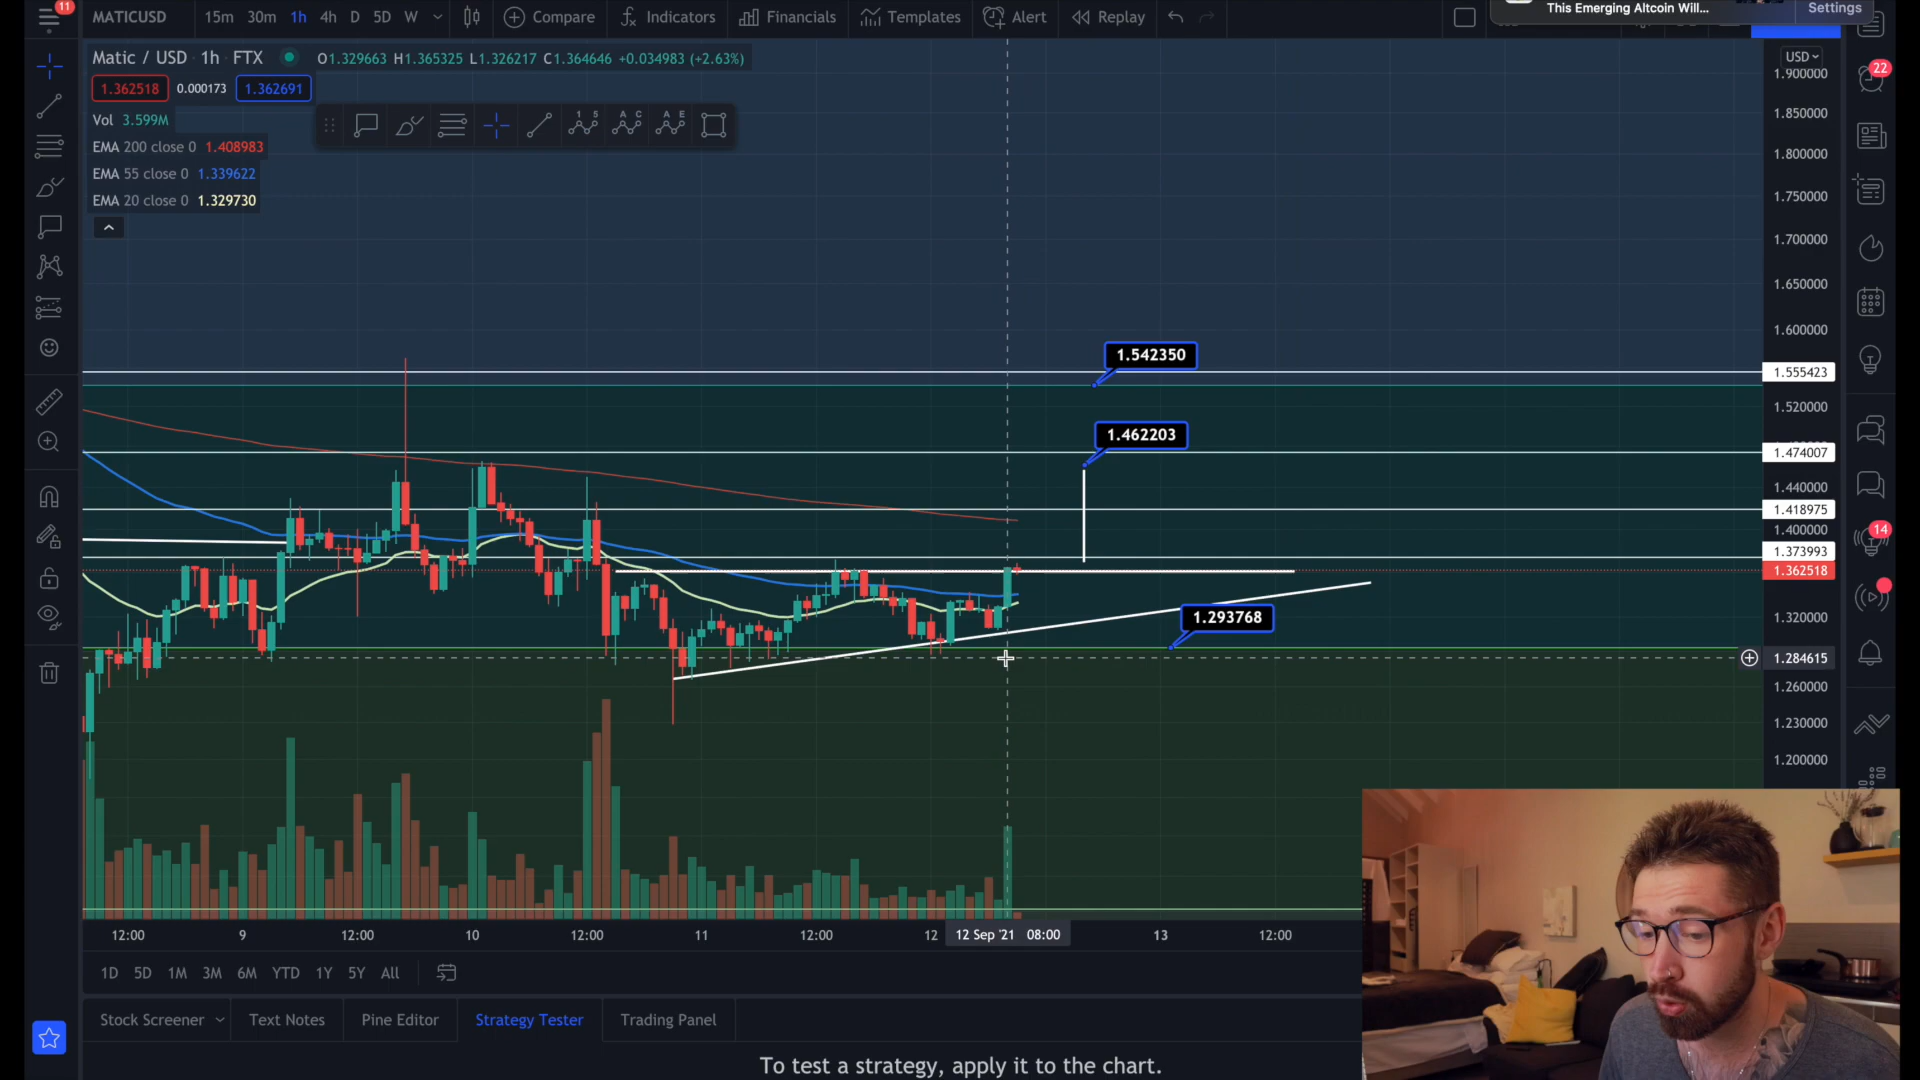 11
MATICUSD 15m 30m 1h 4h D 5D W Compare Indicators Financials Templates Alert Replay
This Emerging Altcoin Will... Settings
Matic / USD 1h FTX O1.329663 H1.365325 L1.326217 C1.364646 +0.034983 (+2.63%)
1.362518 0.000173 1.362691
Vol 3.599M
EMA 200 close 0 1.408983
EMA 55 close 0 1.339622
EMA 20 close 0 1.329730
1 5 A C A E
USD
1.900000
22
1.850000
1.800000
1.750000
1.700000
1.650000
1.600000
1.542350
1.555423
1.520000
1.462203
1.474007
1.440000
1.418975
1.400000
14
1.373993
1.362518
1.320000
1.293768
1.284615
1.260000
1.230000
1.200000
12:00 9 12:00 10 12:00 11 12:00 12 12 Sep '21 08:00 13 12:00
1D 5D 1M 3M 6M YTD 1Y 5Y All
Stock Screener Text Notes Pine Editor Strategy Tester Trading Panel
To test a strategy, apply it to the chart.